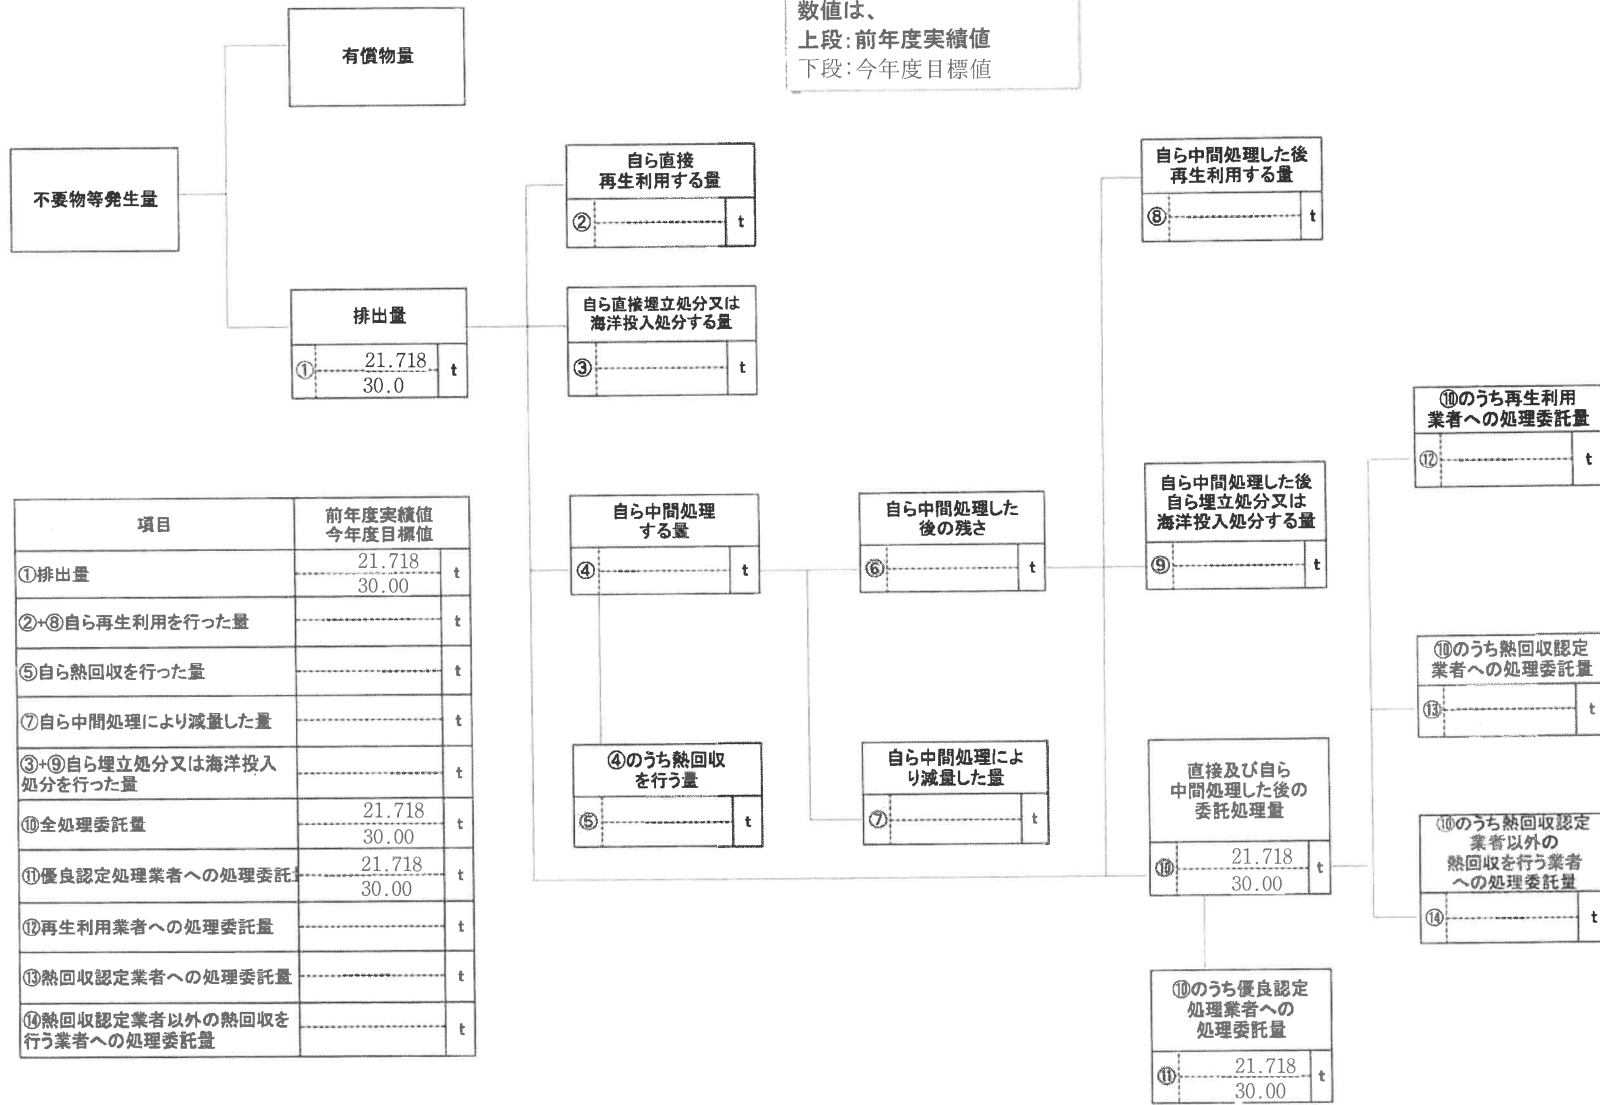 数値は、
上段：前年度実績値
下段：今年度目標値
有償物量
不要物等発生量
排出量
① 21.718 t
30.0
自ら直接
再生利用する量
② t
自ら直接埋立処分又は
海洋投入処分する量
③ t
自ら中間処理
する量
④ t
④のうち熱回収
を行う量
⑤ t
自ら中間処理した
後の残さ
⑥ t
自ら中間処理によ
り減量した量
⑦ t
自ら中間処理した後
再生利用する量
⑧ t
自ら中間処理した後
自ら埋立処分又は
海洋投入処分する量
⑨ t
直接及び自ら
中間処理した後の
委託処理量
⑩ 21.718 t
30.00
⑩のうち優良認定
処理業者への
処理委託量
⑪ 21.718 t
30.00
⑩のうち再生利用
業者への処理委託量
⑫ t
⑩のうち熱回収認定
業者への処理委託量
⑬ t
⑩のうち熱回収認定
業者以外の
熱回収を行う業者
への処理委託量
⑭ t
項目 前年度実績値
今年度目標値
①排出量 21.718 t
30.00
②+⑧自ら再生利用を行った量 t
⑤自ら熱回収を行った量 t
⑦自ら中間処理により減量した量 t
③+⑨自ら埋立処分又は海洋投入
処分を行った量 t
⑩全処理委託量 21.718 t
30.00
⑪優良認定処理業者への処理委託 21.718 t
30.00
⑫再生利用業者への処理委託量 t
⑬熱回収認定業者への処理委託量 t
⑭熱回収認定業者以外の熱回収を
行う業者への処理委託量 t